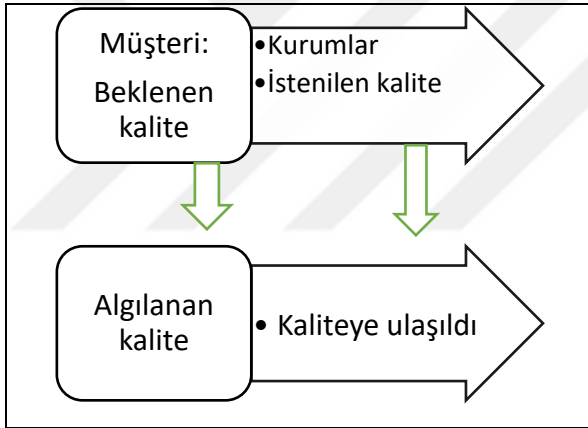 Müşteri:
Beklenen
kalite
•Kurumlar
•İstenilen kalite
Algılanan
kalite
• Kaliteye ulaşıldı